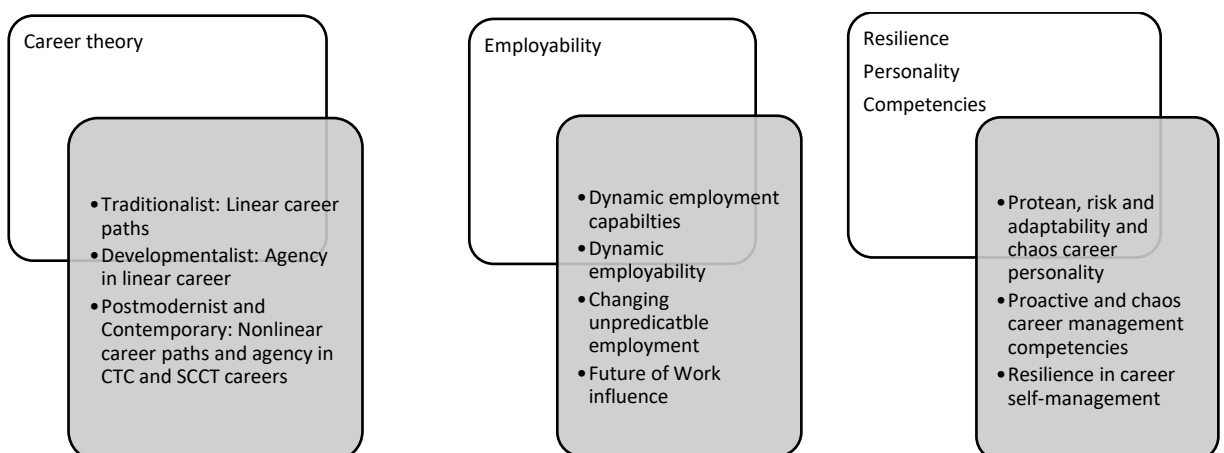 Career theory
•Traditionalist: Linear career
paths
•Developmentalist: Agency
in linear career
•Postmodernist and
Contemporary: Nonlinear
career paths and agency in
CTC and SCCT careers
Employability
•Dynamic employment
capabilties
•Dynamic
employability
•Changing
unpredicatble
employment
•Future of Work
influence
Resilience
Personality
Competencies
•Protean, risk and
adaptability and
chaos career
personality
•Proactive and chaos
career management
competencies
•Resilience in career
self-management